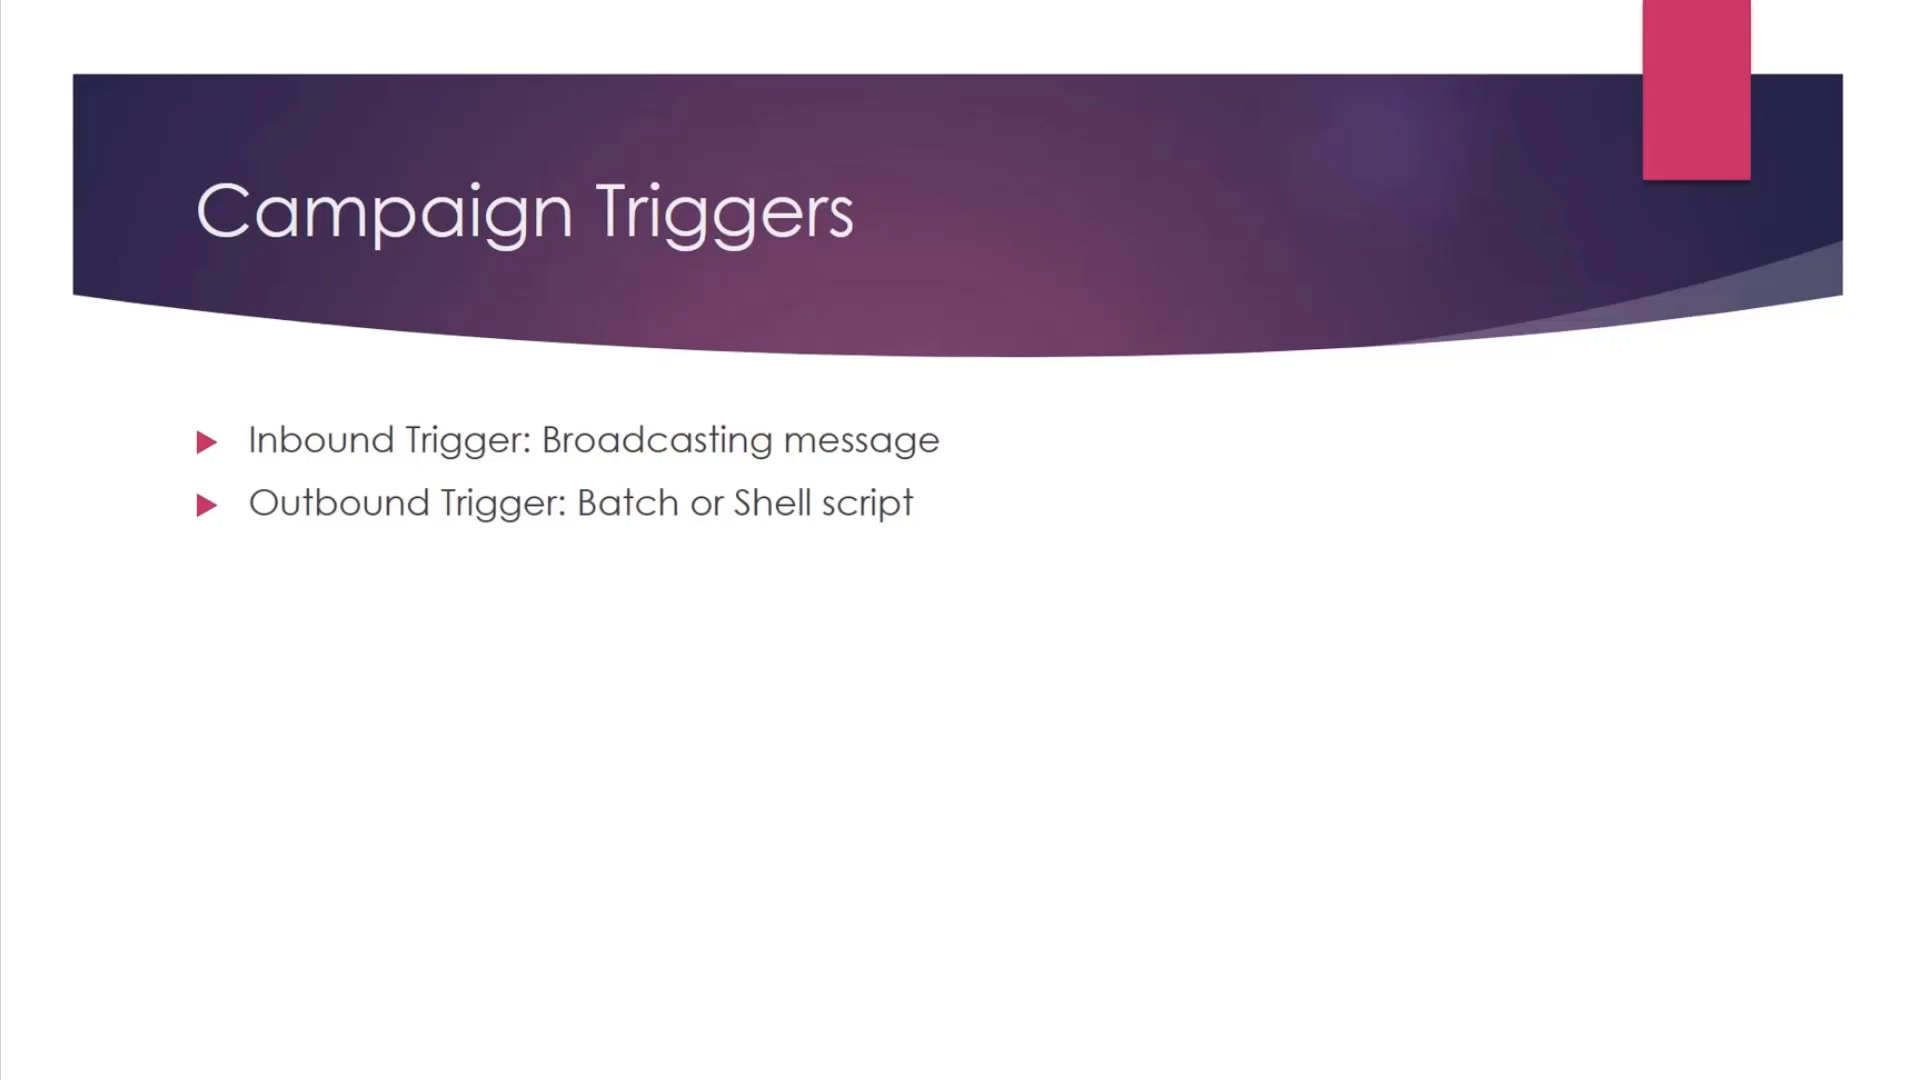 Campaign Triggers
Inbound Trigger: Broadcasting message
Outbound Trigger: Batch or Shell script